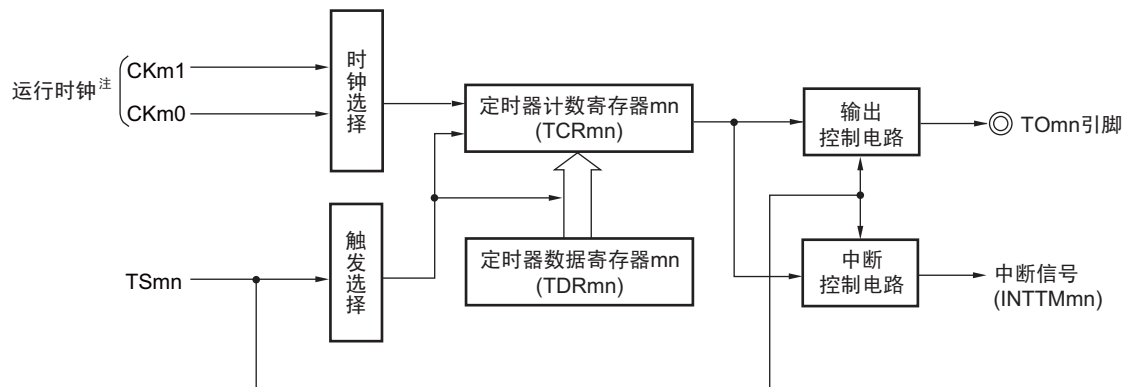 运行时钟注
CKm1
CKm0
时钟选择
定时器计数寄存器mn
(TCRmn)
输出
控制电路
TOmn引脚
TSmn
触发选择
定时器数据寄存器mn
(TDRmn)
中断
控制电路
中断信号
(INTTMmn)